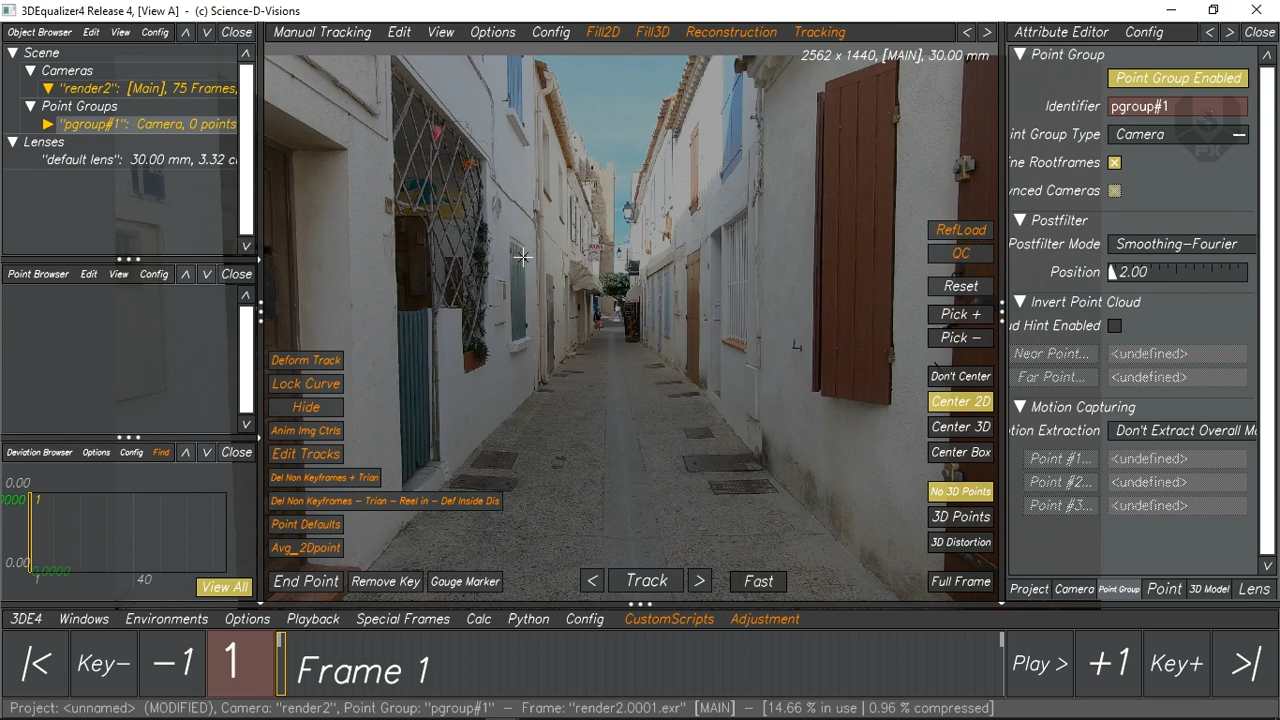 3DEqualizer4 Release 4, [View A]  -  (c) Science-D-Visions
Object Browser Edit View Config Close
Scene
Cameras
"render2": [Main], 75 Frames,
Point Groups
"pgroup#1": Camera, 0 points
Lenses
"default lens": 30.00 mm, 3.32 c
Point Browser Edit View Config Close
Deviation Browser Options Config Find Close
0.00
0000 1
0.00
0.0000
1 40
View All
Manual Tracking Edit View Options Config Fill2D Fill3D Reconstruction Tracking < >
2562 x 1440, [MAIN], 30.00 mm
RefLoad
QC
Reset
Pick +
Pick –
Don't Center
Center 2D
Center 3D
Center Box
No 3D Points
3D Points
3D Distortion
Full Frame
Deform Track
Lock Curve
Hide
Anim Img Ctrls
Edit Tracks
Del Non Keyframes + Trian
Del Non Keyframes – Trian – Reel in – Def Inside Dis
Point Defaults
Avg_2Dpoint
End Point Remove Key Gauge Marker < Track > Fast
Attribute Editor Config < > Close
Point Group
Point Group Enabled
Identifier pgroup#1
int Group Type Camera
ne Rootframes
ynced Cameras
Postfilter
Postfilter Mode Smoothing–Fourier
Position 2.00
Invert Point Cloud
ud Hint Enabled
Near Point... <undefined>
Far Point... <undefined>
Motion Capturing
otion Extraction Don't Extract Overall Mo
Point #1... <undefined>
Point #2... <undefined>
Point #3... <undefined>
Project Camera Point Group Point 3D Model Lens
3DE4 Windows Environments Options Playback Special Frames Calc Python Config CustomScripts Adjustment
|< Key– –1 1 Frame 1 Play > +1 Key+ >|
Project: <unnamed>  (MODIFIED), Camera: "render2", Point Group: "pgroup#1"  –  Frame: "render2.0001.exr"  [MAIN]  –  [14.66 % in use | 0.96 % compressed]